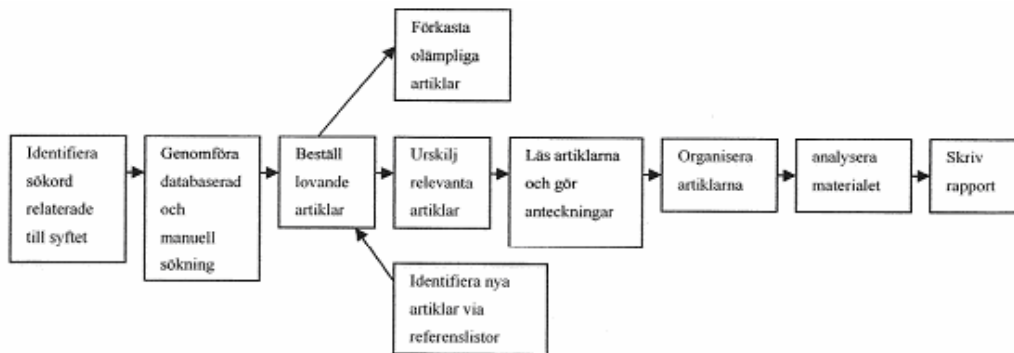 Förkasta
olämpliga
artiklar
Identifiera
sökord
relaterade
till syftet
Genomföra
databaserad
och
manuell
sökning
Beställ
lovande
artiklar
Urskilj
relevanta
artiklar
Läs artiklarna
och gör
anteckningar
Organisera
artiklarna
analysera
materialet
Skriv
rapport
Identifiera nya
artiklar via
referenslistor